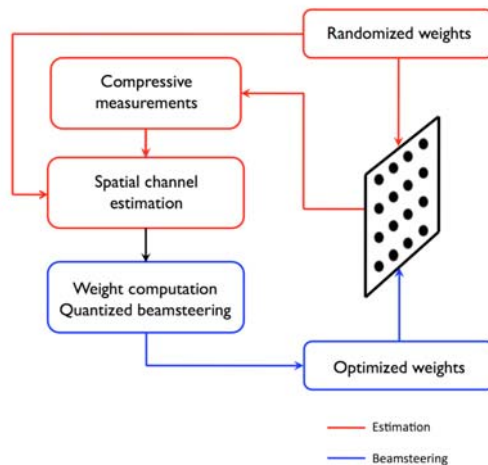 Randomized weights
Compressive
measurements
Spatial channel
estimation
Weight computation
Quantized beamsteering
Optimized weights
Estimation
Beamsteering